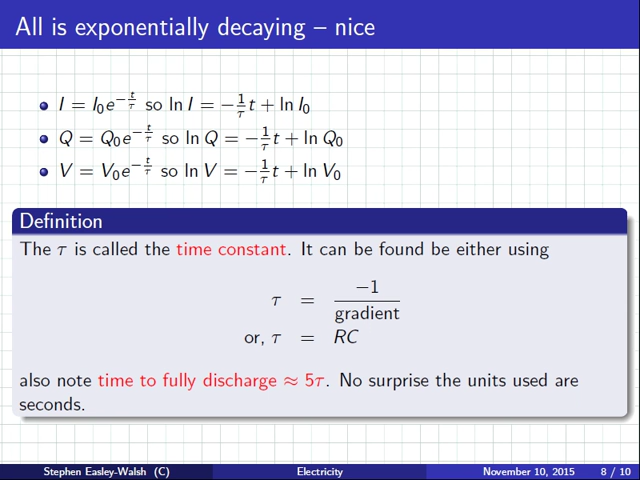 All is exponentially decaying – nice
I = I₀e^{−t/τ} so ln I = −1/τ t + ln I₀
Q = Q₀e^{−t/τ} so ln Q = −1/τ t + ln Q₀
V = V₀e^{−t/τ} so ln V = −1/τ t + ln V₀
Definition
The τ is called the time constant. It can be found be either using
τ = −1/gradient
or, τ = RC
also note time to fully discharge ≈ 5τ. No surprise the units used are
seconds.
Stephen Easley-Walsh (C) Electricity November 10, 2015 8 / 10